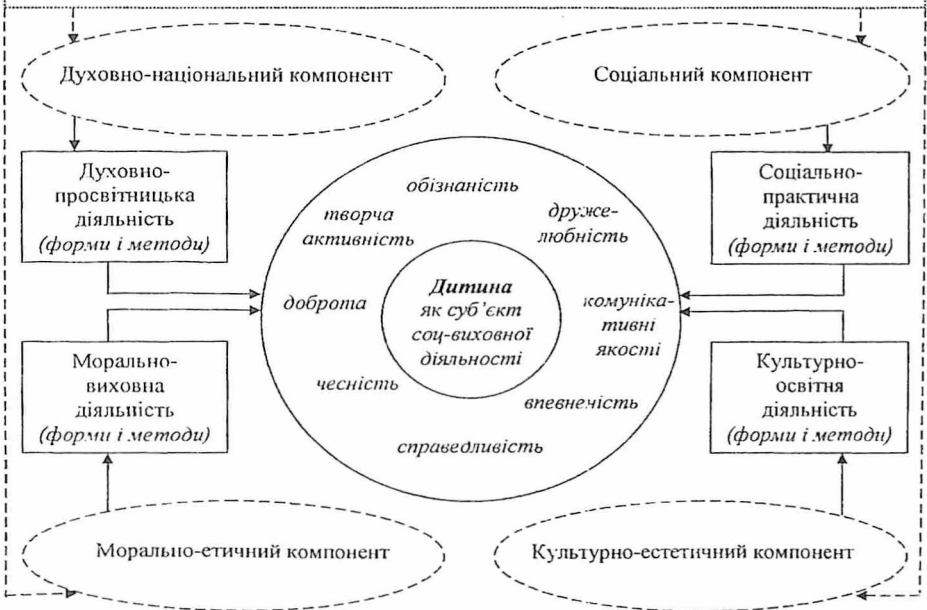 Духовно-національний компонент
Соціальний компонент
Духовно-
просвітницька
діяльність
(форми і методи)
Соціально-
практична
діяльність
(форми і методи)
обізнаність
творча
активність
друже-
любність
доброта
Дитина
як суб’єкт
соц-виховної
діяльності
комуніка-
тивні
якості
чесність
впевнечість
справедливість
Морально-
виховна
діяльність
(форми і методи)
Культурно-
освітня
діяльність
(форми і методи)
Морально-етичний компонент
Культурно-естетичний компонент